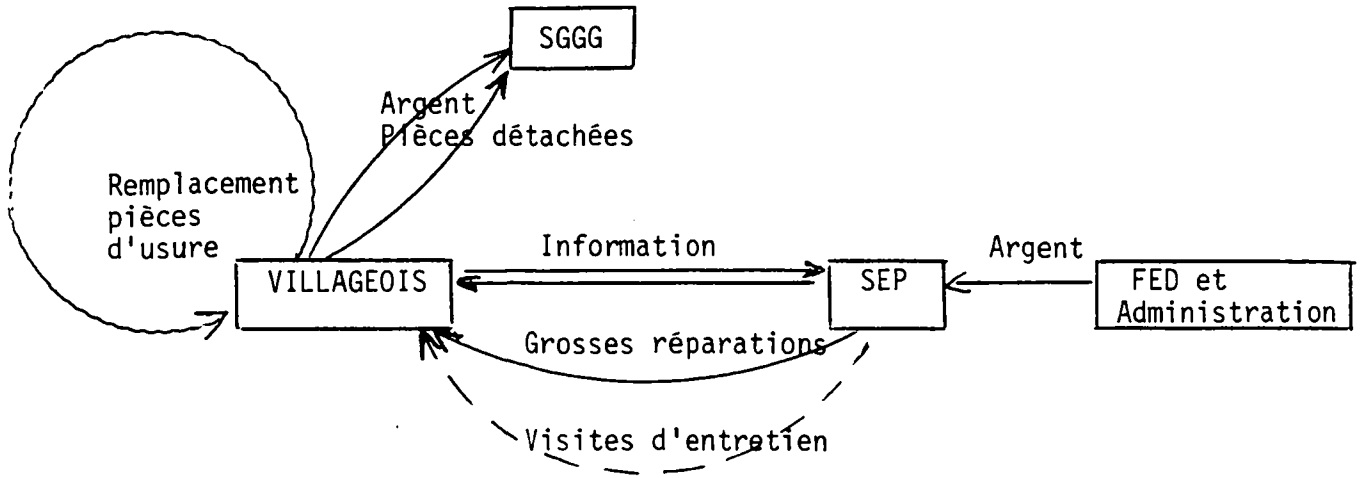 SGGG
Argent
Pièces détachées
Remplacement
pièces
d'usure
VILLAGEOIS
Information
SEP
Argent
FED et
Administration
Grosses réparations
Visites d'entretien